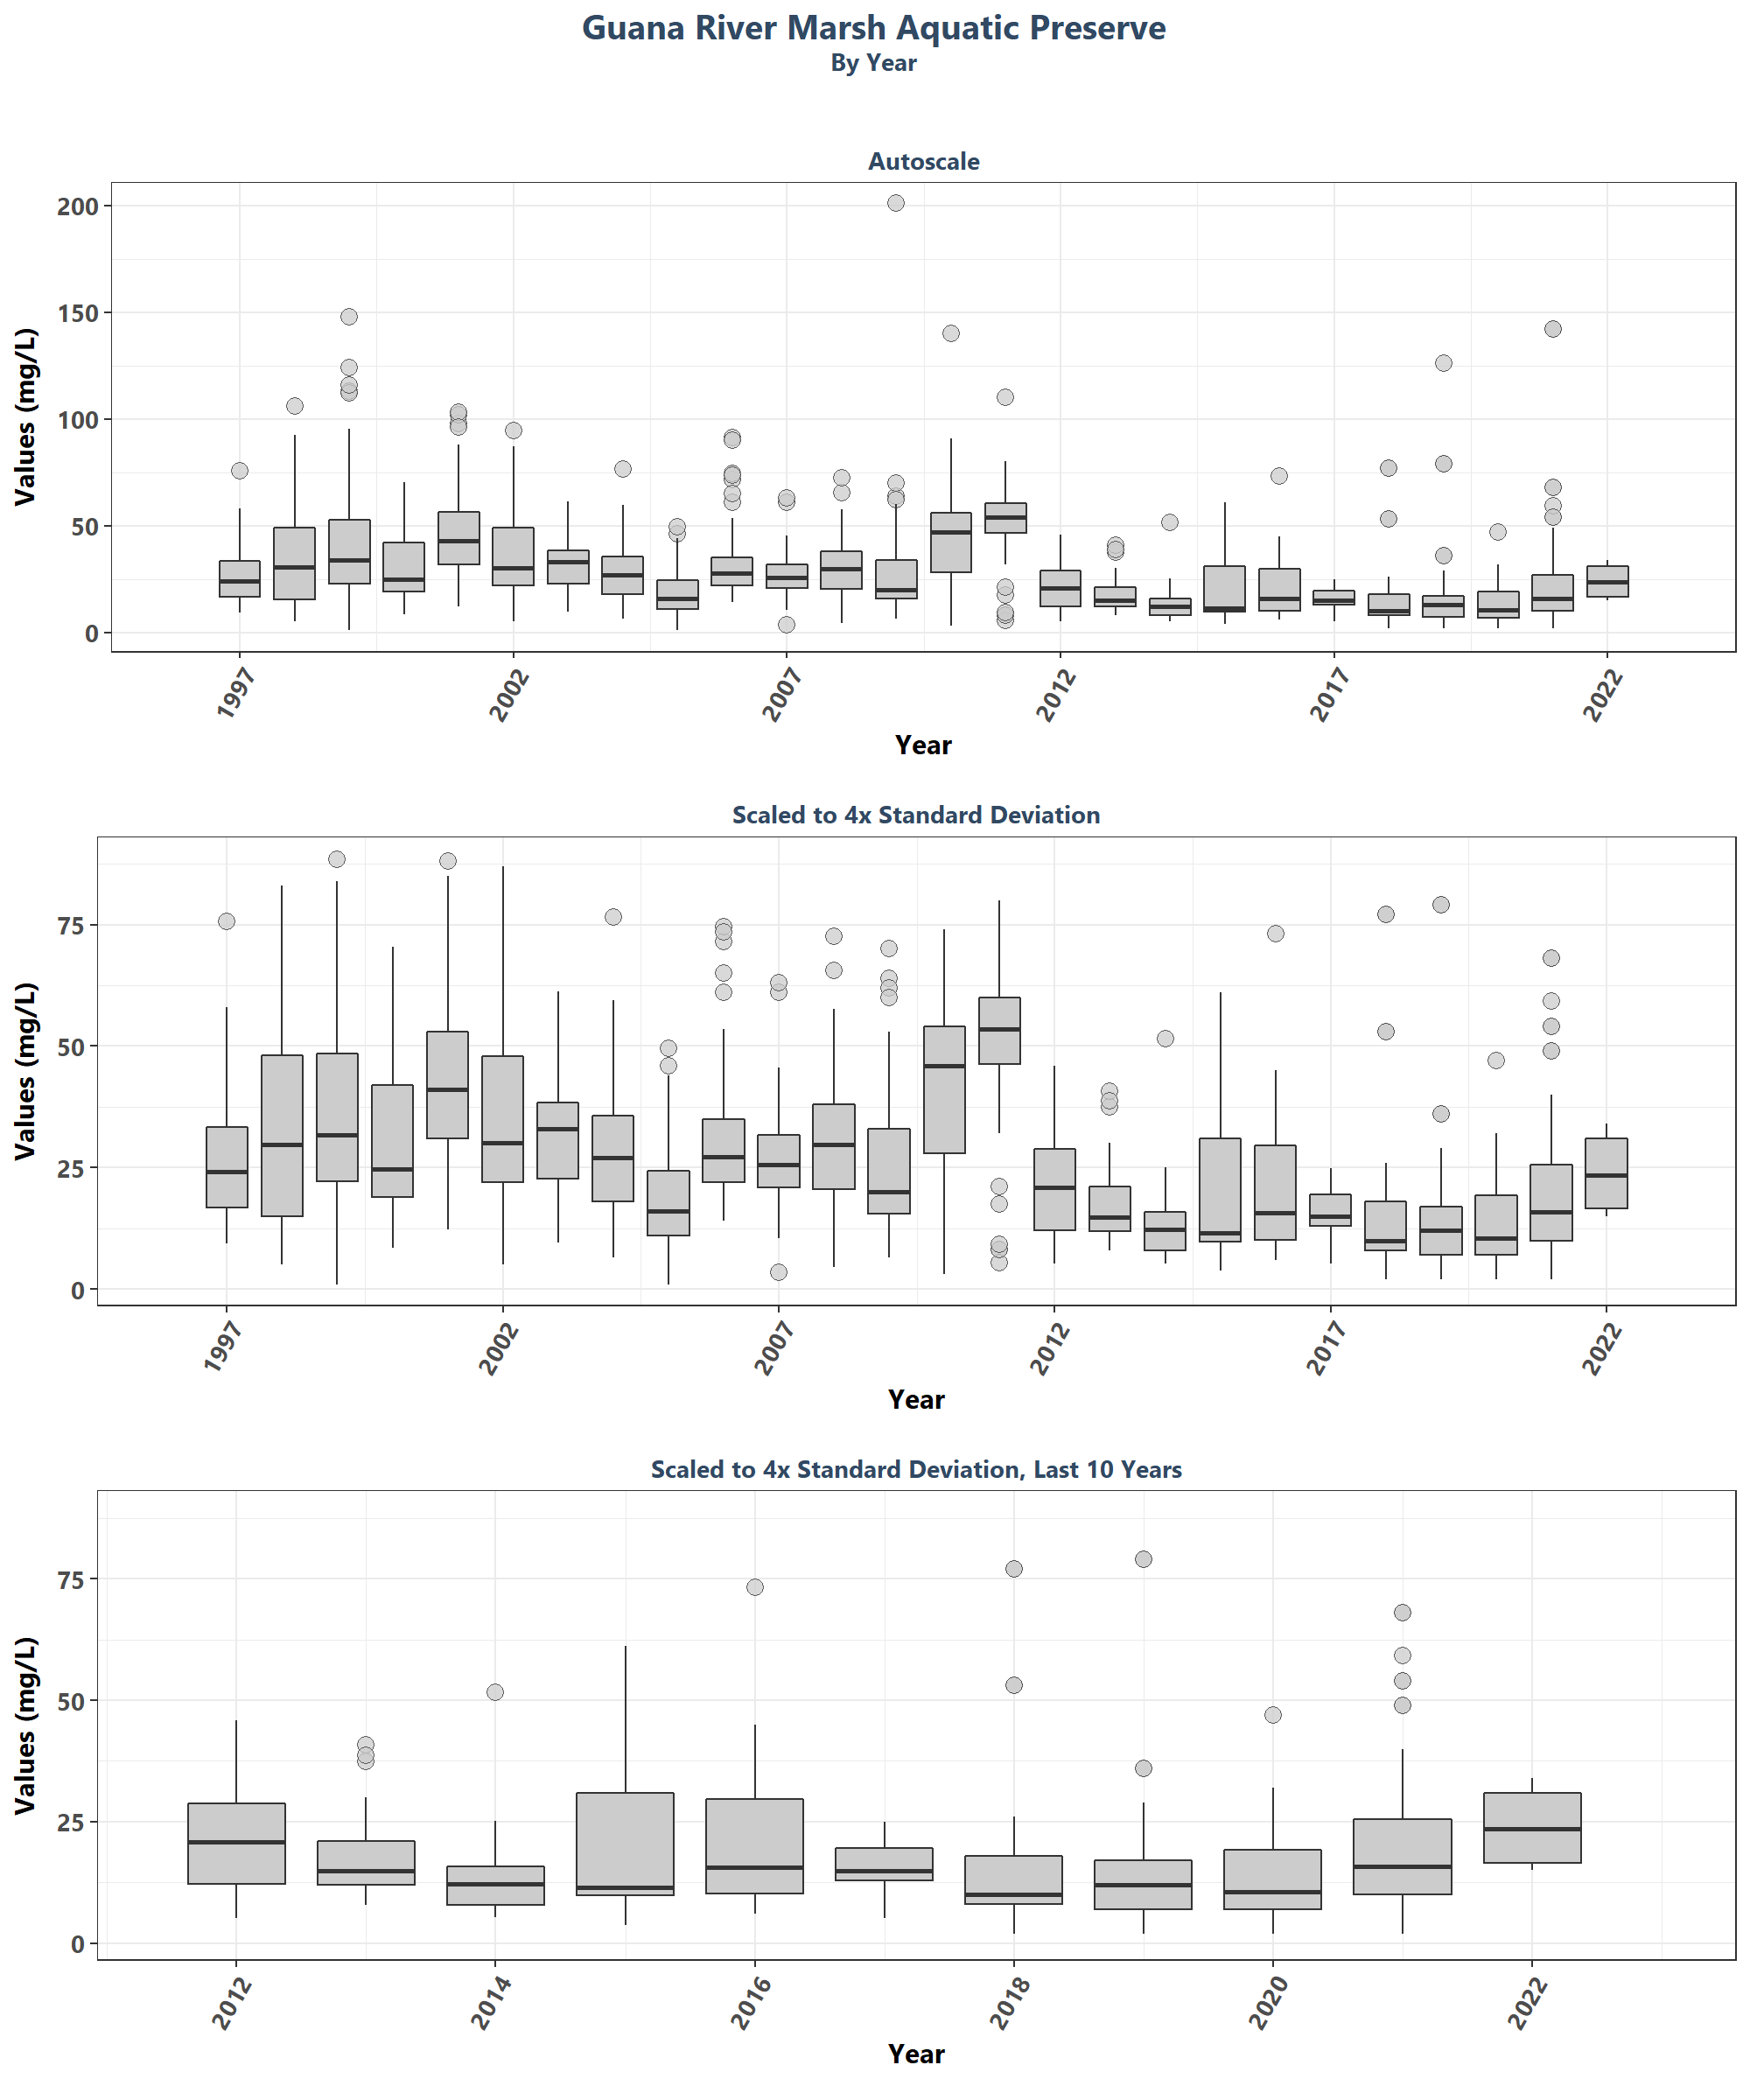 Guana River Marsh Aquatic Preserve
By Year
Autoscale
Values (mg/L)
200
150
100
50
0
1997
2002
2007
2012
2017
2022
Year
Scaled to 4x Standard Deviation
Values (mg/L)
75
50
25
0
1997
2002
2007
2012
2017
2022
Year
Scaled to 4x Standard Deviation, Last 10 Years
Values (mg/L)
75
50
25
0
2012
2014
2016
2018
2020
2022
Year